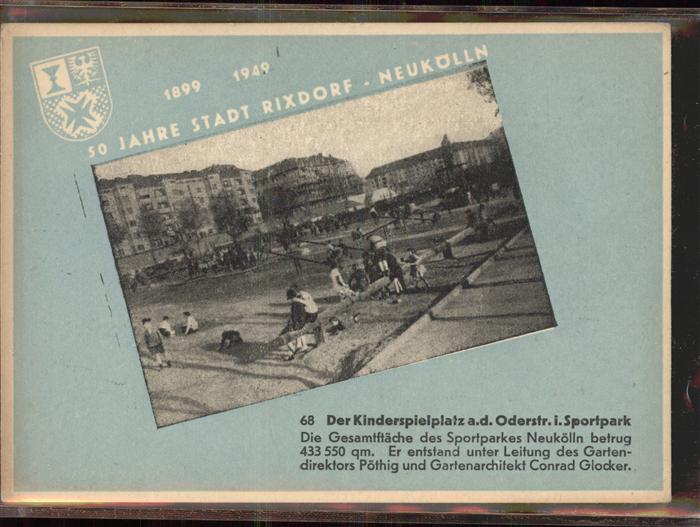 1899 1949
50 JAHRE STADT RIXDORF - NEUKÖLLN
68 Der Kinderspielplatz a.d. Oderstr. i. Sportpark
Die Gesamtfläche des Sportparkes Neukölln betrug
433 550 qm. Er entstand unter Leitung des Garten-
direktors Pöthig und Gartenarchitekt Conrad Glocker.